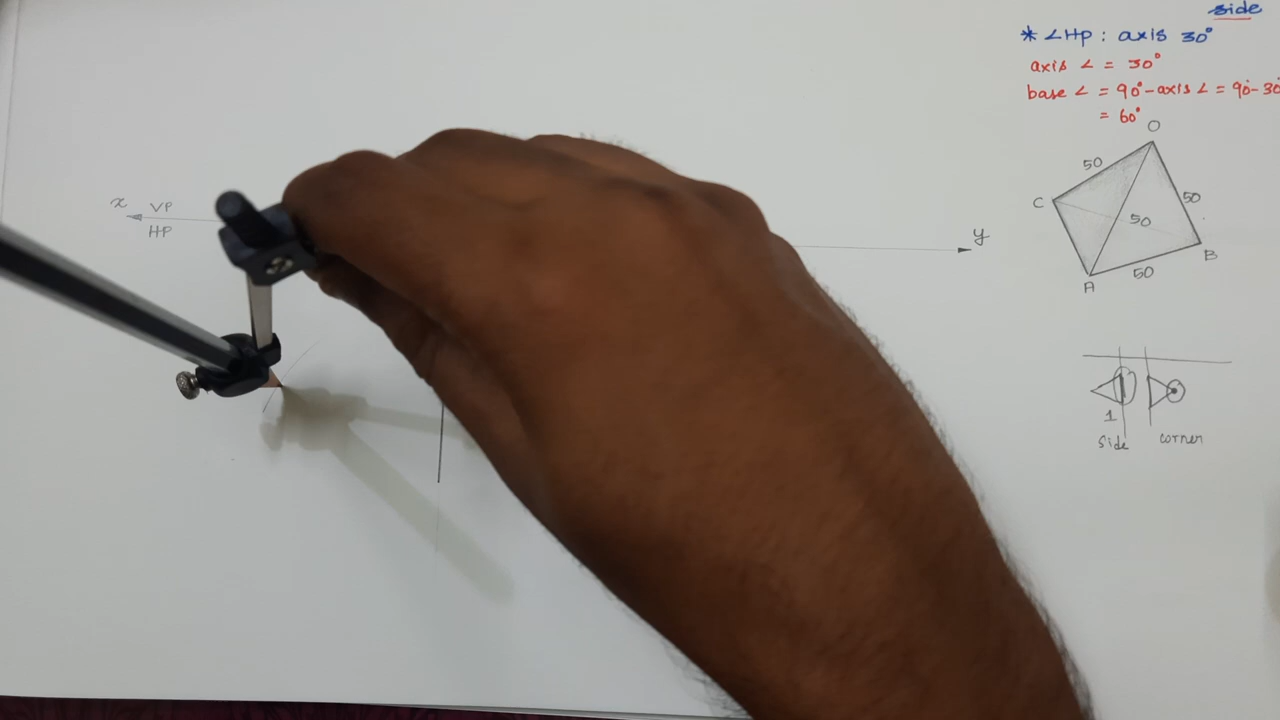 side
* ∠Hp : axis 30°
axis ∠ = 30°
base ∠ = 90° - axis ∠ = 90° - 30°
= 60°
O
50
C
50
50
B
50
A
x VP
HP
y
1
side corner